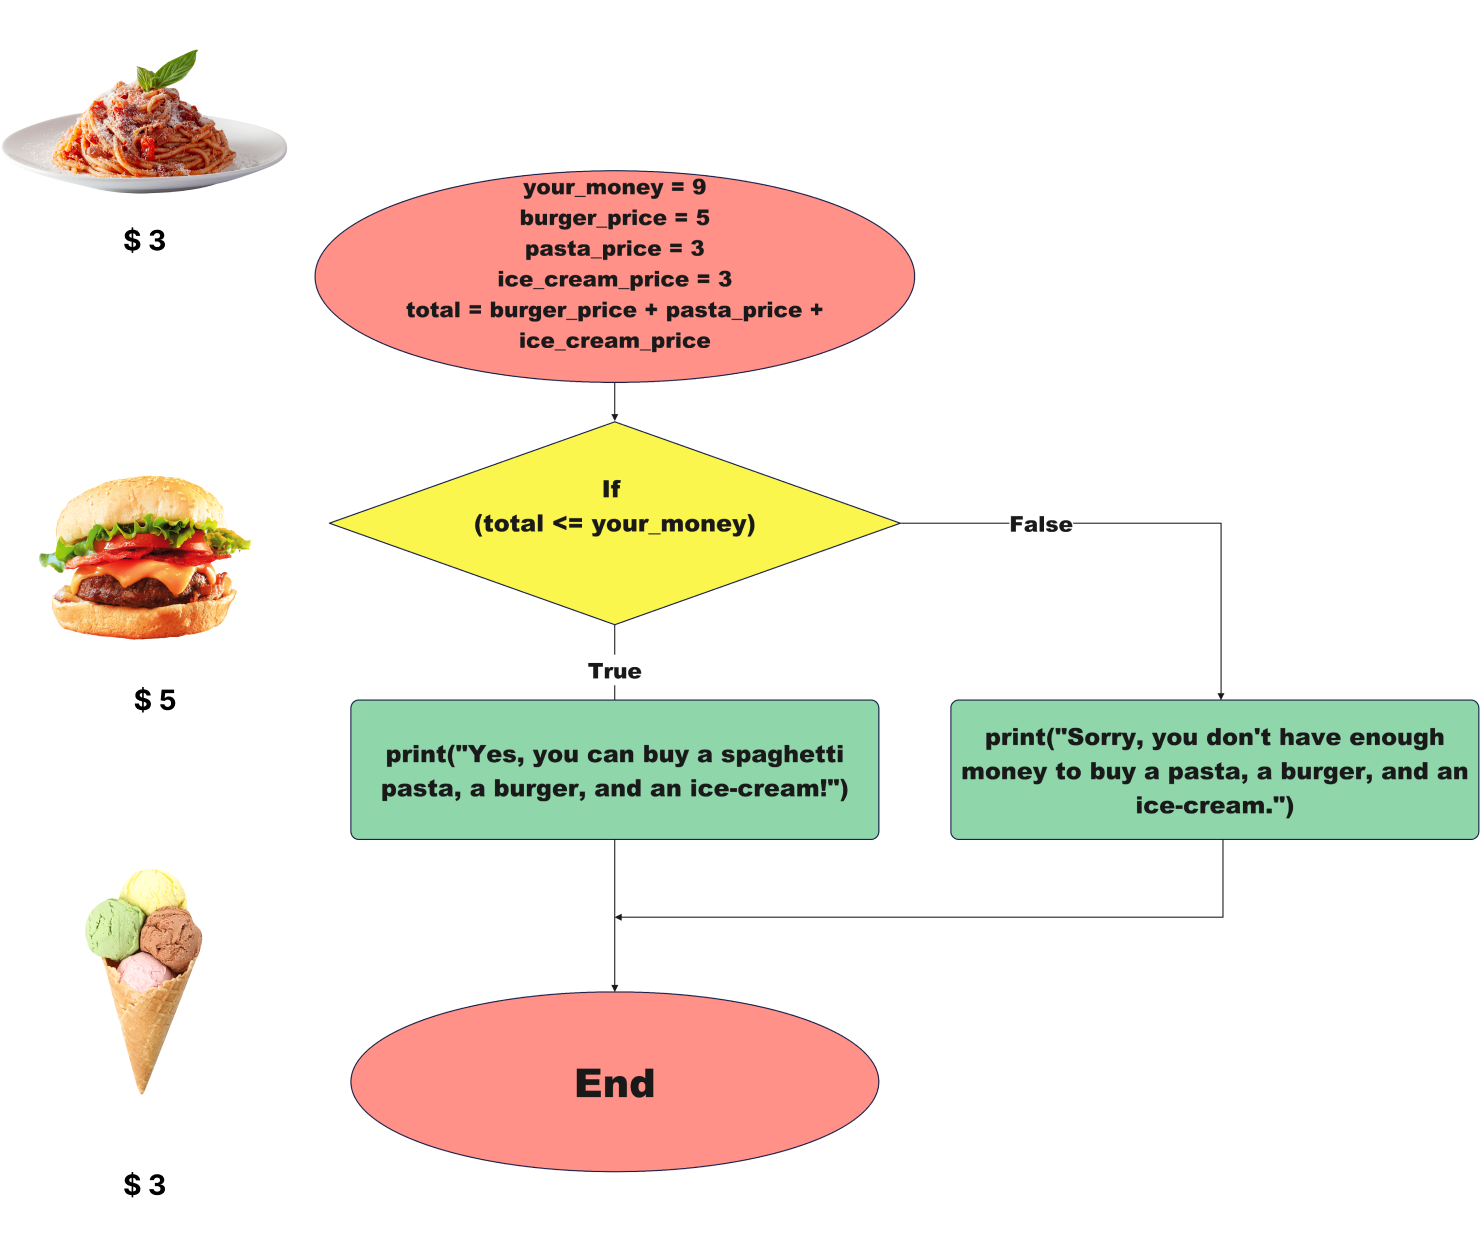 $ 3
your_money = 9
burger_price = 5
pasta_price = 3
ice_cream_price = 3
total = burger_price + pasta_price +
ice_cream_price
If
(total <= your_money)
False
True
$ 5
print("Yes, you can buy a spaghetti
pasta, a burger, and an ice-cream!")
print("Sorry, you don't have enough
money to buy a pasta, a burger, and an
ice-cream.")
End
$ 3